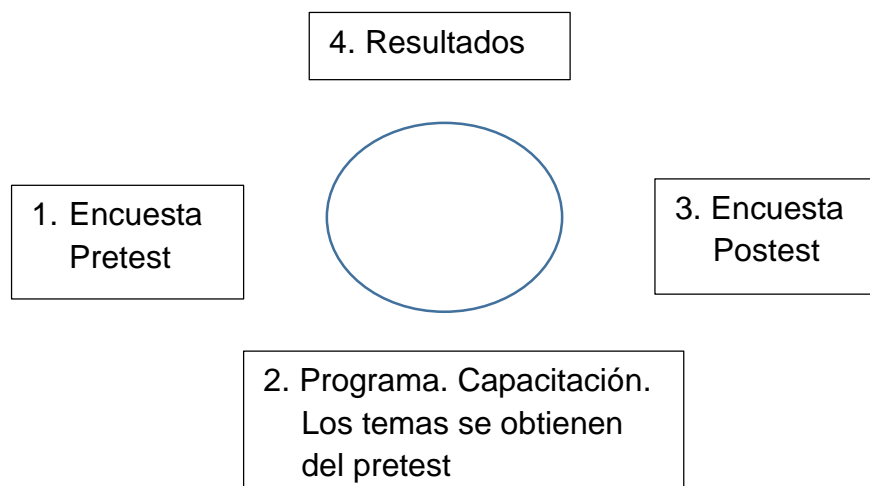 4. Resultados
1. Encuesta
Pretest
3. Encuesta
Postest
2. Programa. Capacitación.
Los temas se obtienen
del pretest